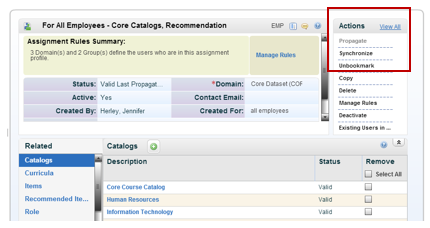 For All Employees - Core Catalogs, Recommendation
EMP
Assignment Rules Summary:
3 Domain(s) and 2 Group(s) define the users who are in this assignment
profile.
Manage Rules
Status: Valid Last Propagat... *Domain: Core Dataset (COF
Active: Yes Contact Email:
Created By: Herley, Jennifer Created For: all employees
Actions View All
Propagate
Synchronize
Unbookmark
Copy
Delete
Manage Rules
Deactivate
Existing Users in ...
Related
Catalogs
Curricula
Items
Recommended Ite...
Role
Catalogs
Description Status Remove
Select All
Core Course Catalog Valid
Human Resources Valid
Information Technology Valid